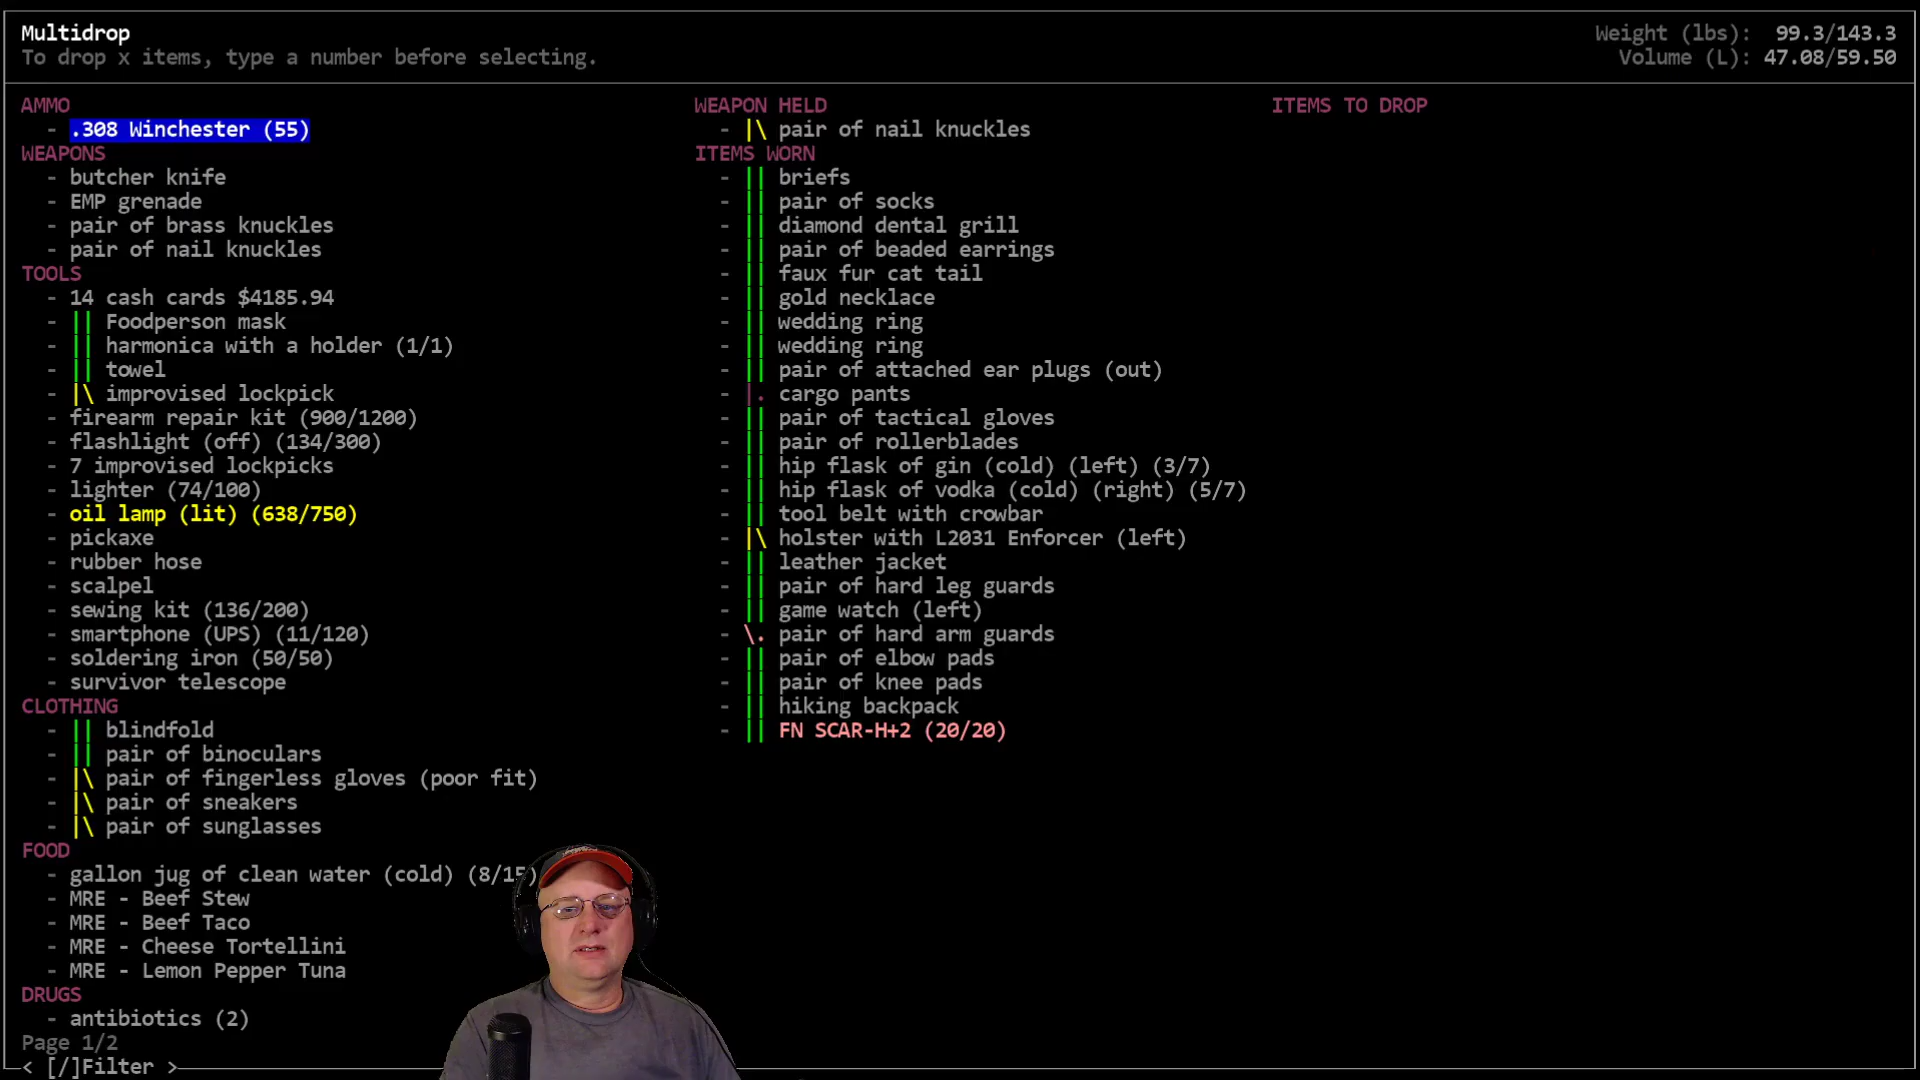 Multidrop
To drop x items, type a number before selecting.
Weight (lbs): 99.3/143.3
Volume (L): 47.08/59.50
AMMO
- .308 Winchester (55)
WEAPONS
- butcher knife
- EMP grenade
- pair of brass knuckles
- pair of nail knuckles
TOOLS
- 14 cash cards $4185.94
- || Foodperson mask
- || harmonica with a holder (1/1)
- || towel
- |\ improvised lockpick
- firearm repair kit (900/1200)
- flashlight (off) (134/300)
- 7 improvised lockpicks
- lighter (74/100)
- oil lamp (lit) (638/750)
- pickaxe
- rubber hose
- scalpel
- sewing kit (136/200)
- smartphone (UPS) (11/120)
- soldering iron (50/50)
- survivor telescope
CLOTHING
- || blindfold
- || pair of binoculars
- |\ pair of fingerless gloves (poor fit)
- |\ pair of sneakers
- |\ pair of sunglasses
FOOD
- gallon jug of clean water (cold) (8/15)
- MRE - Beef Stew
- MRE - Beef Taco
- MRE - Cheese Tortellini
- MRE - Lemon Pepper Tuna
DRUGS
- antibiotics (2)
Page 1/2
< [/]Filter >
WEAPON HELD
- |\ pair of nail knuckles
ITEMS WORN
- || briefs
- || pair of socks
- || diamond dental grill
- || pair of beaded earrings
- || faux fur cat tail
- || gold necklace
- || wedding ring
- || wedding ring
- || pair of attached ear plugs (out)
- |. cargo pants
- || pair of tactical gloves
- || pair of rollerblades
- || hip flask of gin (cold) (left) (3/7)
- || hip flask of vodka (cold) (right) (5/7)
- || tool belt with crowbar
- |\ holster with L2031 Enforcer (left)
- || leather jacket
- || pair of hard leg guards
- || game watch (left)
- \. pair of hard arm guards
- || pair of elbow pads
- || pair of knee pads
- || hiking backpack
- || FN SCAR-H+2 (20/20)
ITEMS TO DROP